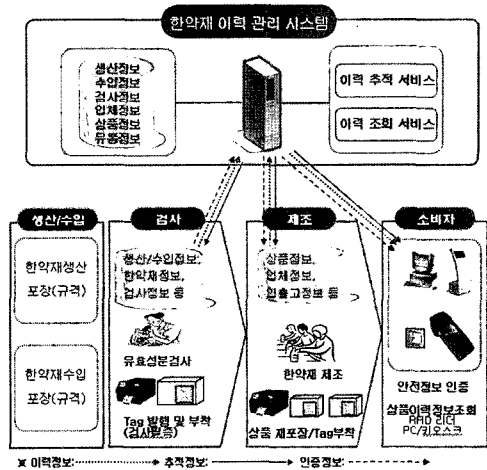 한약재 이력 관리 시스템
생산정보
수입정보
검사정보
업체정보
상품정보
유통정보
이력 추적 서비스
이력 조회 서비스
생산/수입
검사
제조
소비자
한약재생산
포장(규격)
한약재수입
포장(규격)
생산/수입정보,
한약재정보,
검사정보 등
유효성분검사
Tag 발행 및 부착
(검사필증)
상품정보,
업체정보,
입출고정보 등
한약재 제조
상품 재포장/Tag부착
안전정보 인증
상품이력정보조회
RFID 리더
PC/키오스크
※ 이력정보: 추적정보: 인증정보: